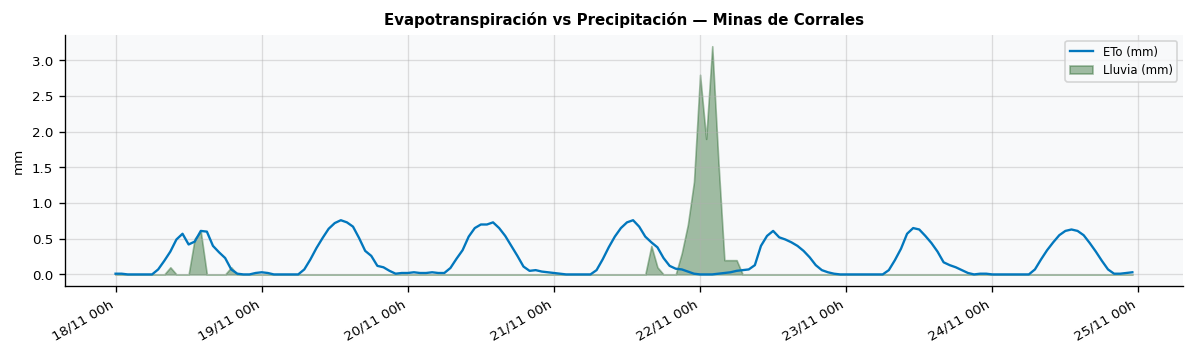 Evapotranspiración vs Precipitación — Minas de Corrales
ETo (mm)
Lluvia (mm)
mm
3.0
2.5
2.0
1.5
1.0
0.5
0.0
18/11 00h
19/11 00h
20/11 00h
21/11 00h
22/11 00h
23/11 00h
24/11 00h
25/11 00h